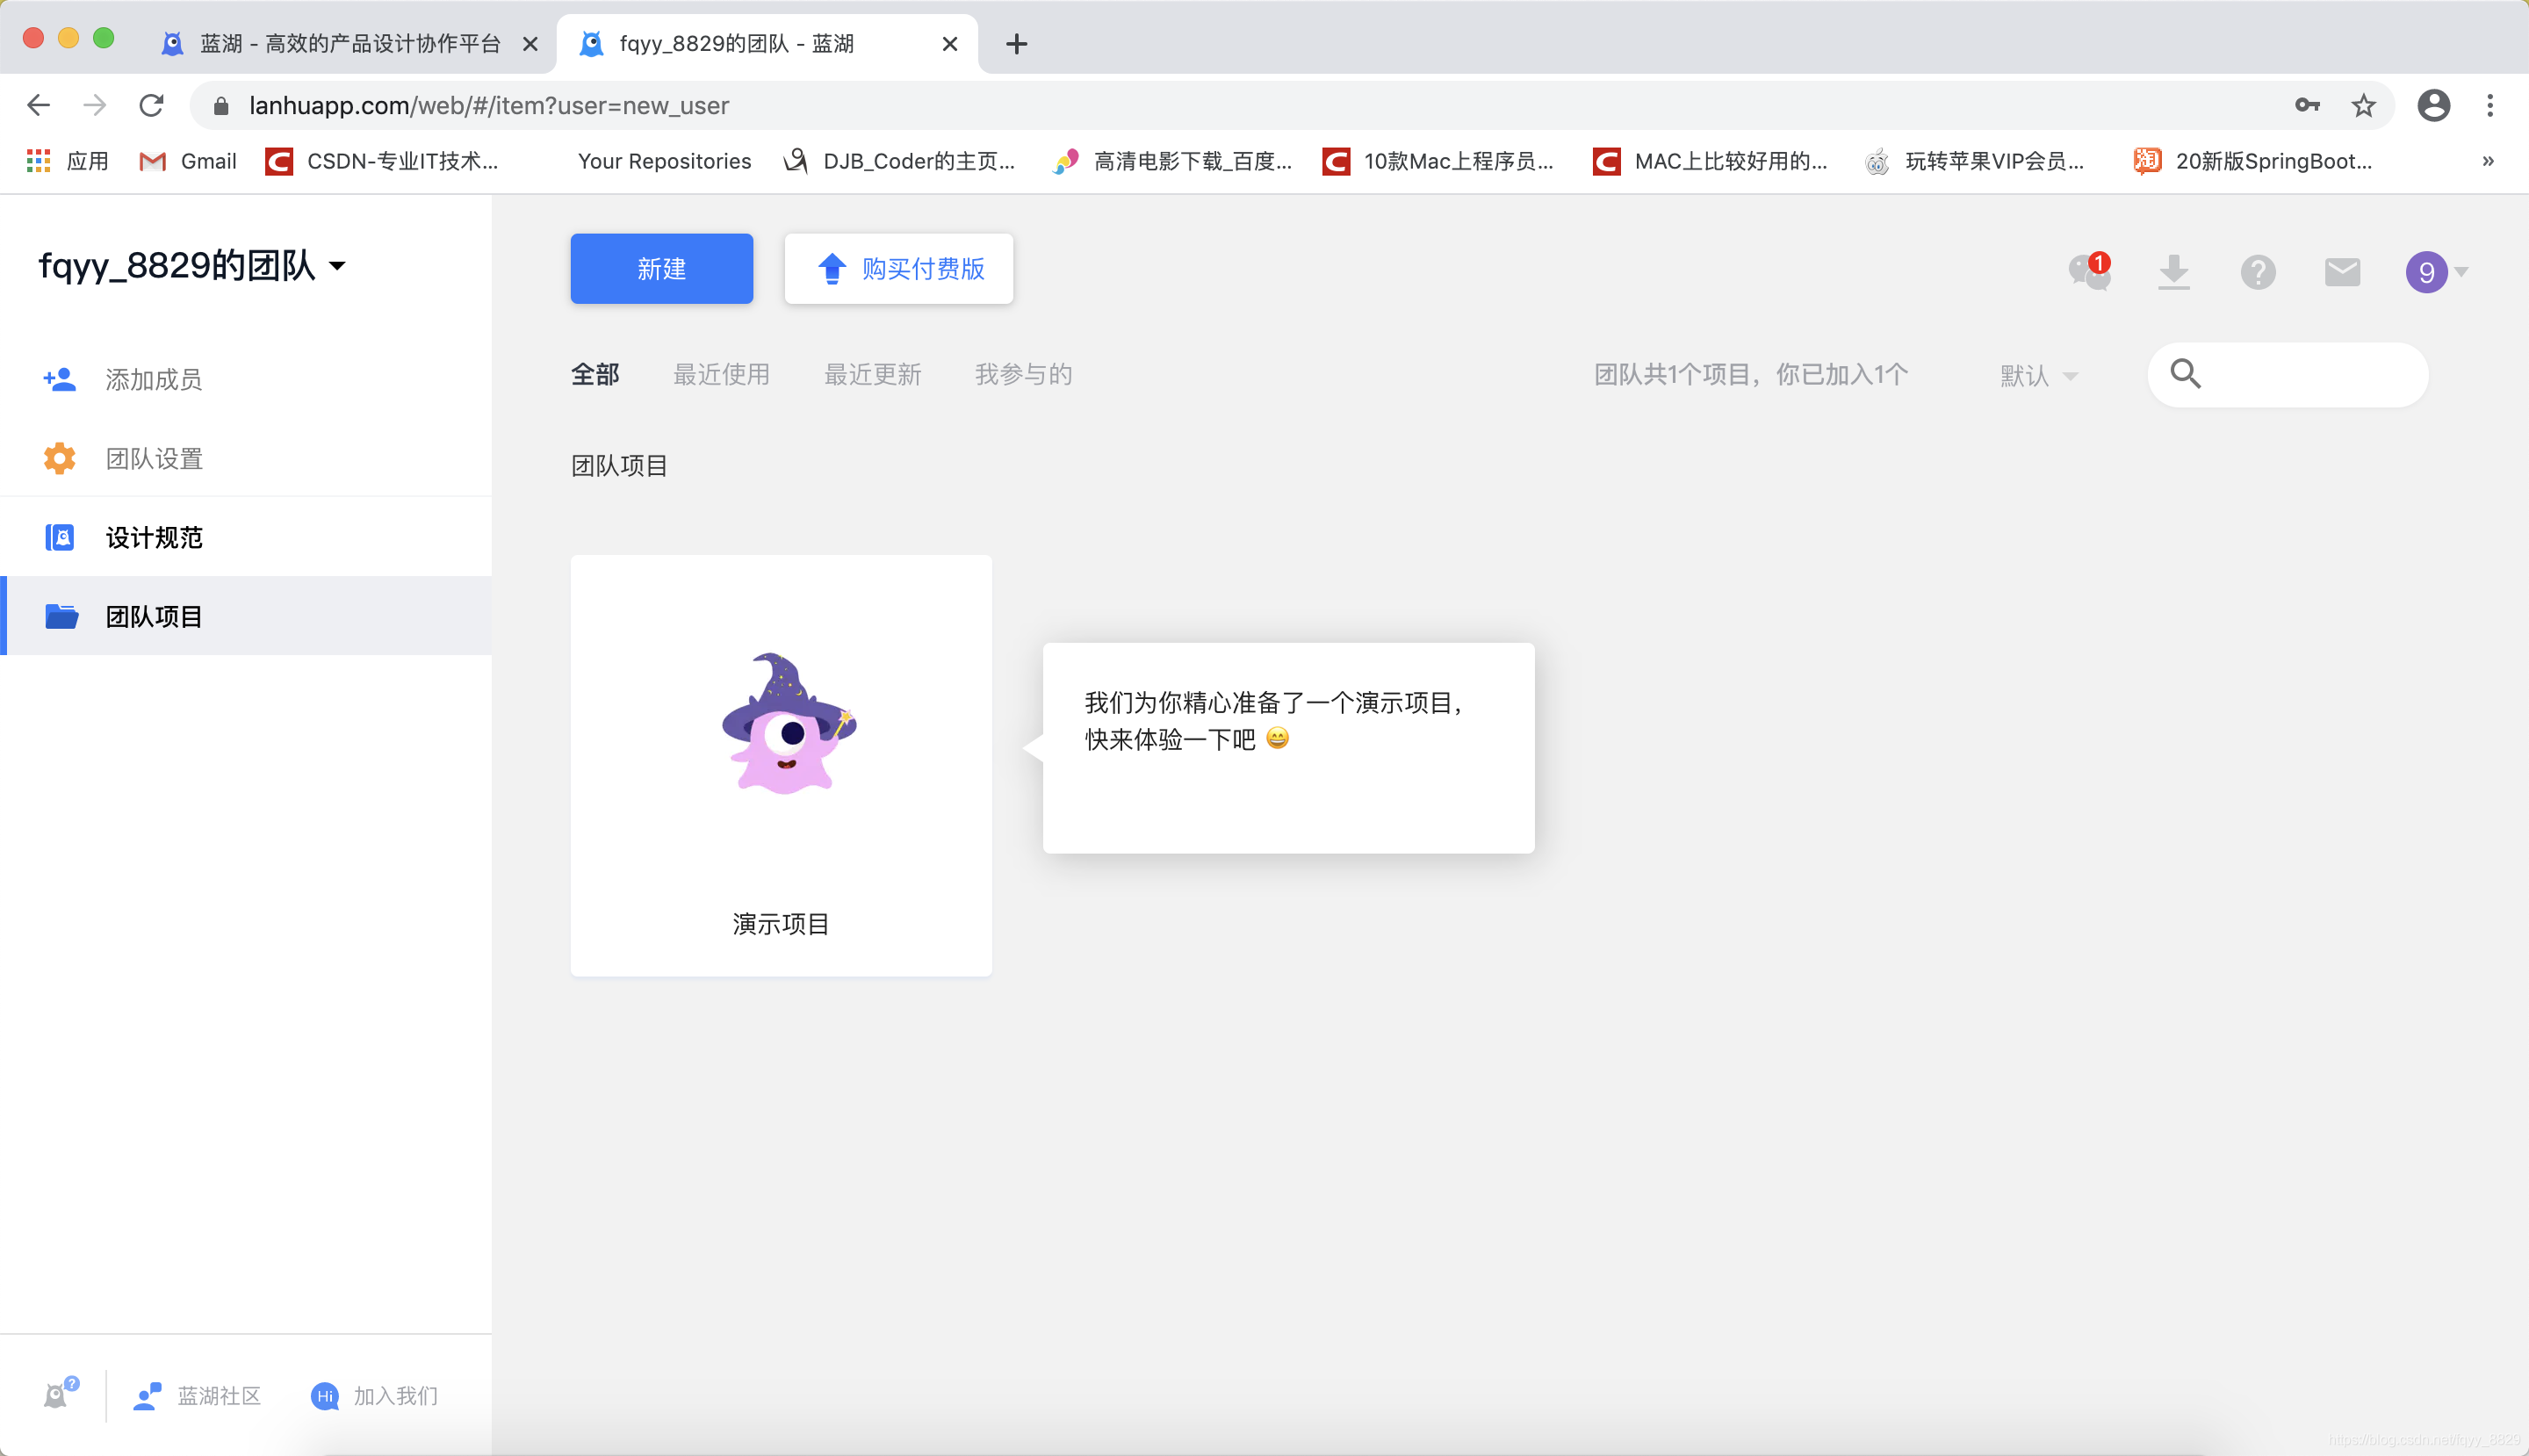 蓝湖 - 高效的产品设计协作平台
fqyy_8829的团队 - 蓝湖
lanhuapp.com/web/#/item?user=new_user
应用
Gmail
CSDN-专业IT技术...
Your Repositories
DJB_Coder的主页...
高清电影下载_百度...
10款Mac上程序员...
MAC上比较好用的...
玩转苹果VIP会员...
淘
20新版SpringBoot...
»
fqyy_8829的团队
新建
购买付费版
1
?
9
添加成员
团队设置
设计规范
团队项目
全部
最近使用
最近更新
我参与的
团队共1个项目，你已加入1个
默认
团队项目
我们为你精心准备了一个演示项目，
快来体验一下吧 😄
演示项目
?
蓝湖社区
Hi
加入我们
https://blog.csdn.net/fqyy_8829